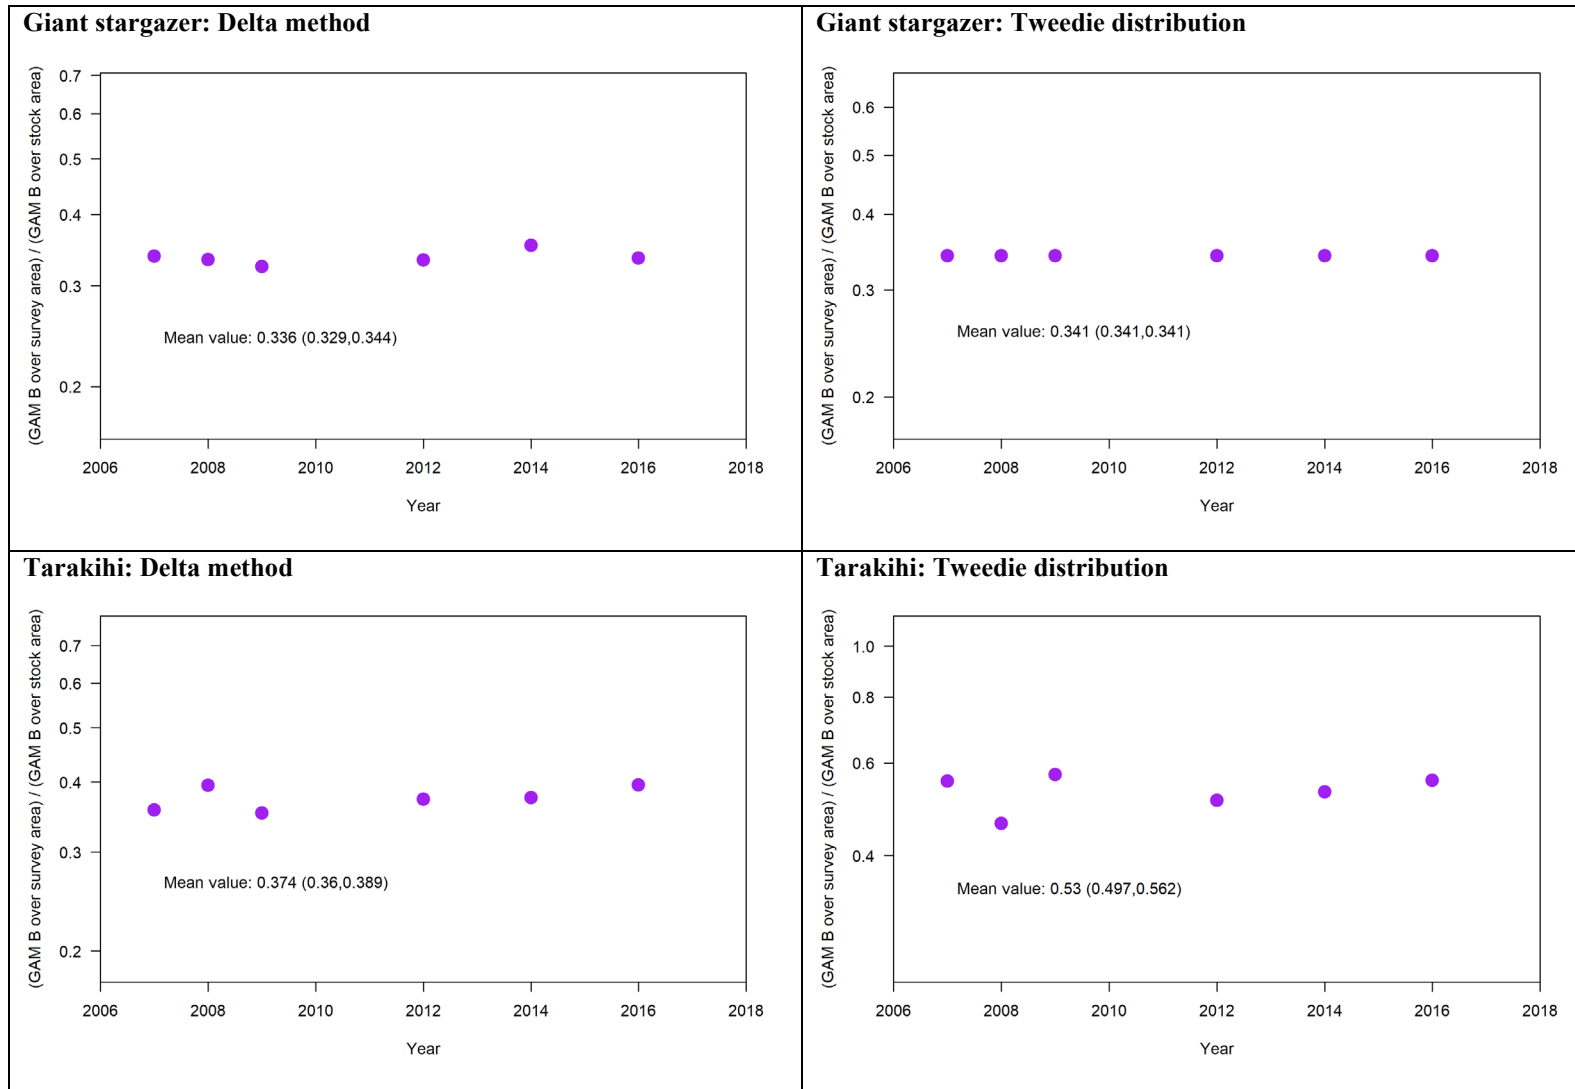 Giant stargazer: Delta method
(GAM B over survey area) / (GAM B over stock area)
0.7
0.6
0.5
0.4
0.3
0.2
Mean value: 0.336 (0.329,0.344)
2006 2008 2010 2012 2014 2016 2018
Year
Giant stargazer: Tweedie distribution
(GAM B over survey area) / (GAM B over stock area)
0.6
0.5
0.4
0.3
0.2
Mean value: 0.341 (0.341,0.341)
2006 2008 2010 2012 2014 2016 2018
Year
Tarakihi: Delta method
(GAM B over survey area) / (GAM B over stock area)
0.7
0.6
0.5
0.4
0.3
0.2
Mean value: 0.374 (0.36,0.389)
2006 2008 2010 2012 2014 2016 2018
Year
Tarakihi: Tweedie distribution
(GAM B over survey area) / (GAM B over stock area)
1.0
0.8
0.6
0.4
Mean value: 0.53 (0.497,0.562)
2006 2008 2010 2012 2014 2016 2018
Year